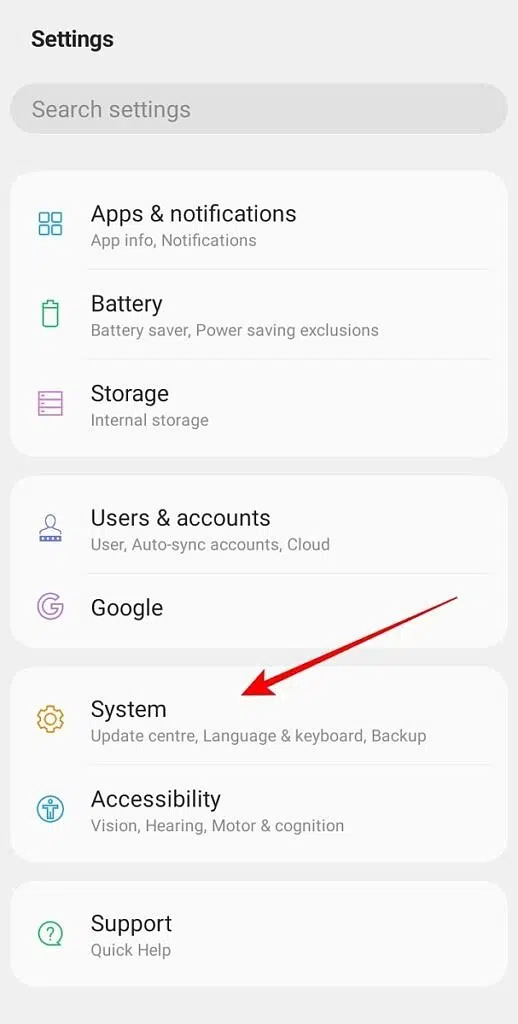 Settings
Search settings
Apps & notifications
App info, Notifications
Battery
Battery saver, Power saving exclusions
Storage
Internal storage
Users & accounts
User, Auto-sync accounts, Cloud
Google
System
Update centre, Language & keyboard, Backup
Accessibility
Vision, Hearing, Motor & cognition
Support
Quick Help